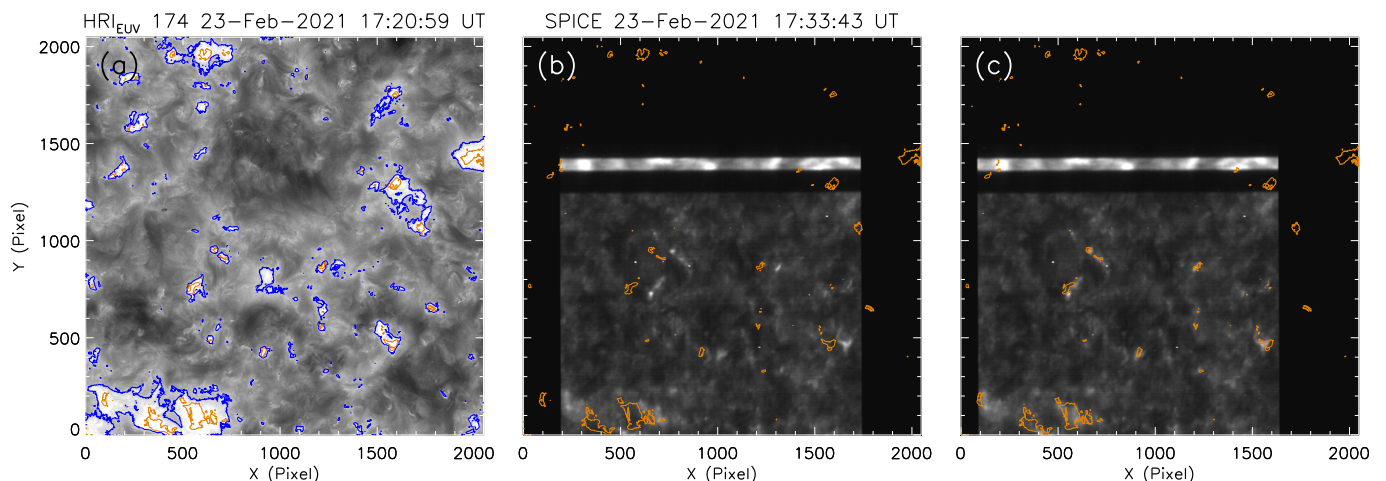 HRI_EUV 174 23-Feb-2021 17:20:59 UT
SPICE 23-Feb-2021 17:33:43 UT
(a)
(b)
(c)
2000
1500
1000
500
0
Y (Pixel)
0 500 1000 1500 2000
0 500 1000 1500 2000
0 500 1000 1500 2000
X (Pixel)
X (Pixel)
X (Pixel)